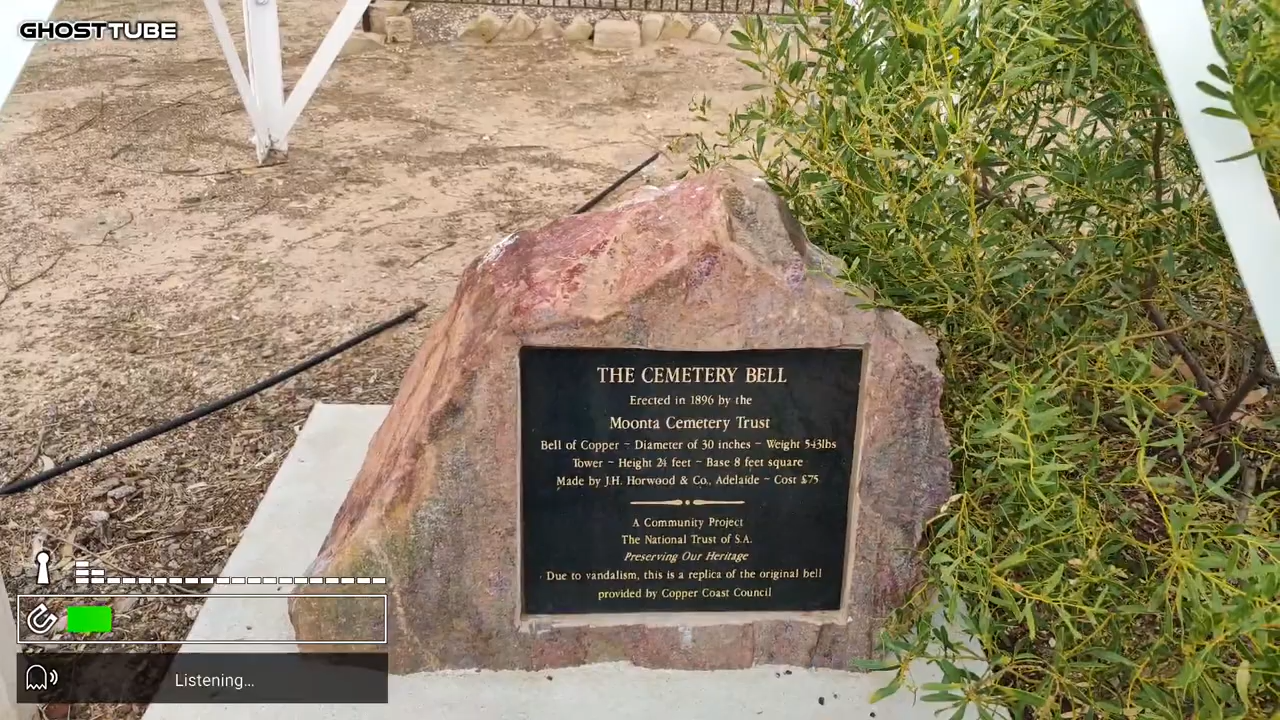 GHOSTTUBE
THE CEMETERY BELL
Erected in 1896 by the
Moonta Cemetery Trust
Bell of Copper ~ Diameter of 30 inches ~ Weight 543lbs
Tower ~ Height 24 feet ~ Base 8 feet square
Made by J.H. Horwood & Co., Adelaide ~ Cost £75
A Community Project
The National Trust of S.A.
Preserving Our Heritage
Due to vandalism, this is a replica of the original bell
provided by Copper Coast Council
Listening...